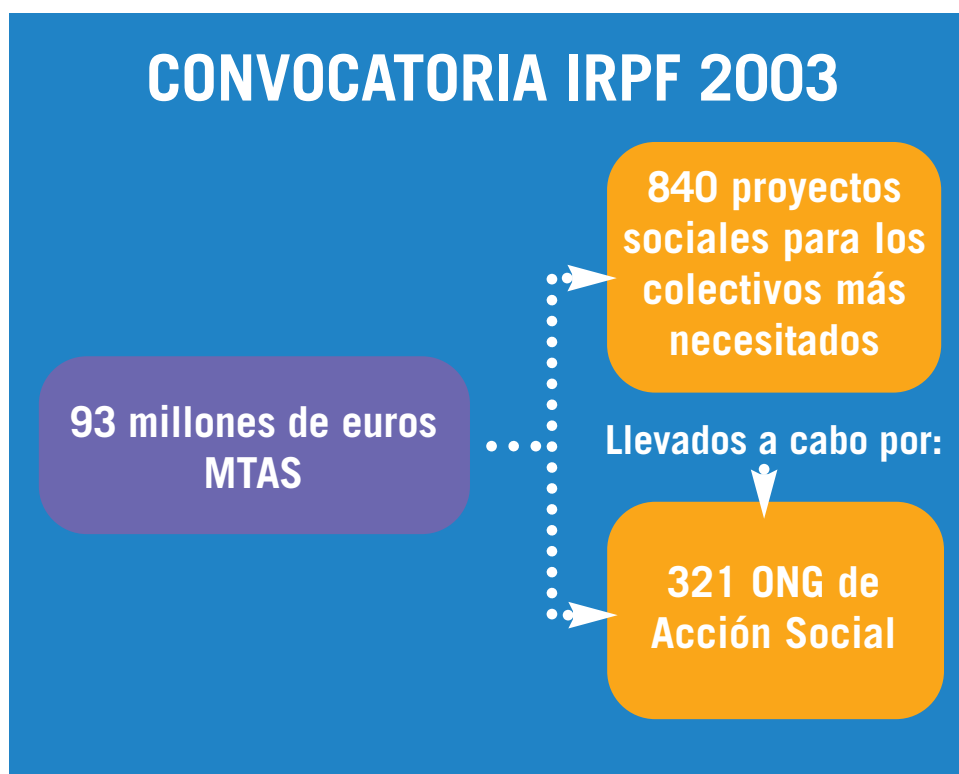 CONVOCATORIA IRPF 2003
840 proyectos
sociales para los
colectivos más
necesitados
93 millones de euros
MTAS
Llevados a cabo por:
321 ONG de
Acción Social